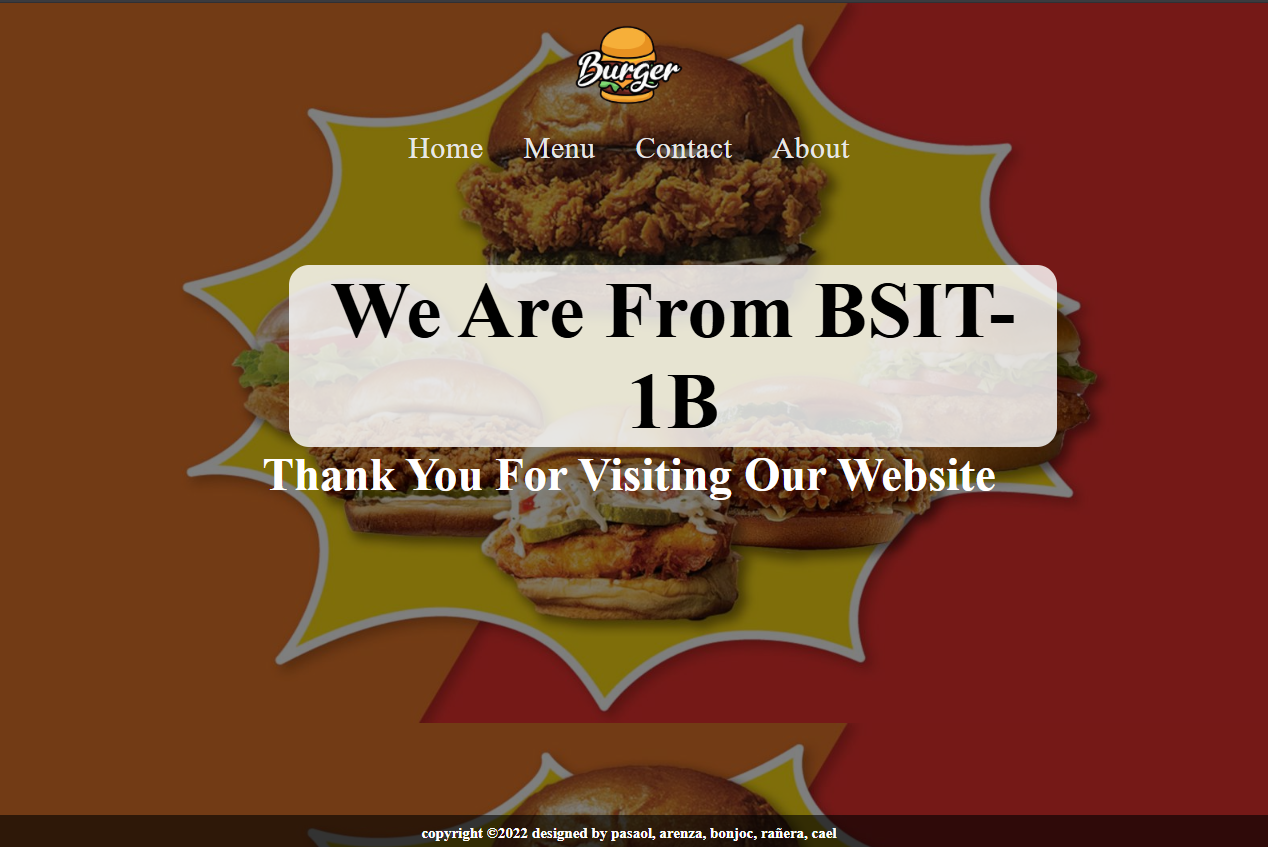 Burger
Home Menu Contact About
We Are From BSIT-
1B
Thank You For Visiting Our Website
copyright ©2022 designed by pasaol, arenza, bonjoc, rañera, cael